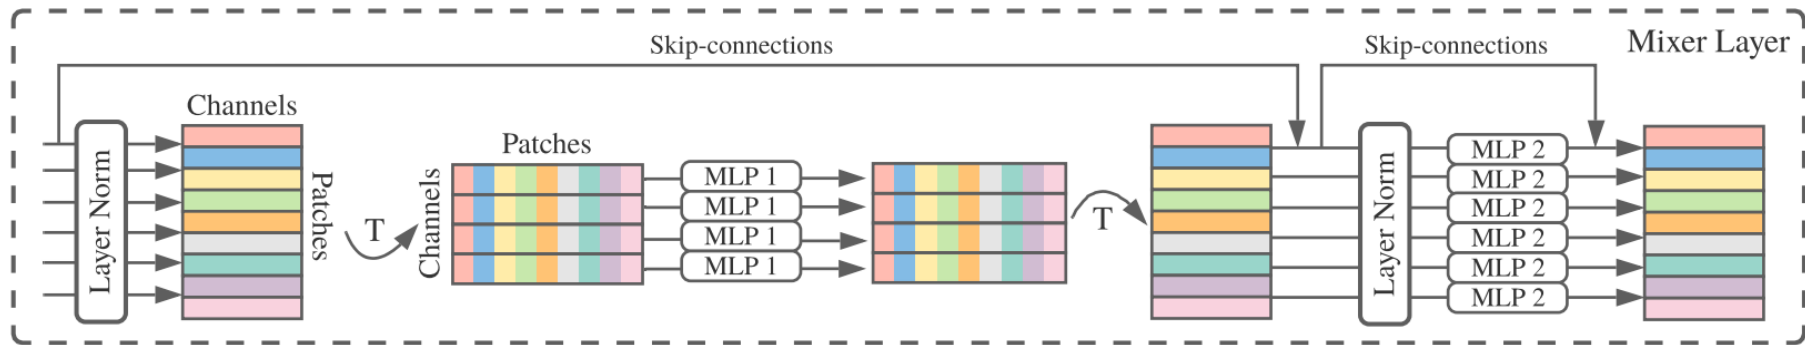 Skip-connections
Skip-connections
Mixer Layer
Channels
Layer Norm
Patches
T
Patches
Channels
MLP 1
MLP 1
MLP 1
MLP 1
T
Layer Norm
MLP 2
MLP 2
MLP 2
MLP 2
MLP 2
MLP 2